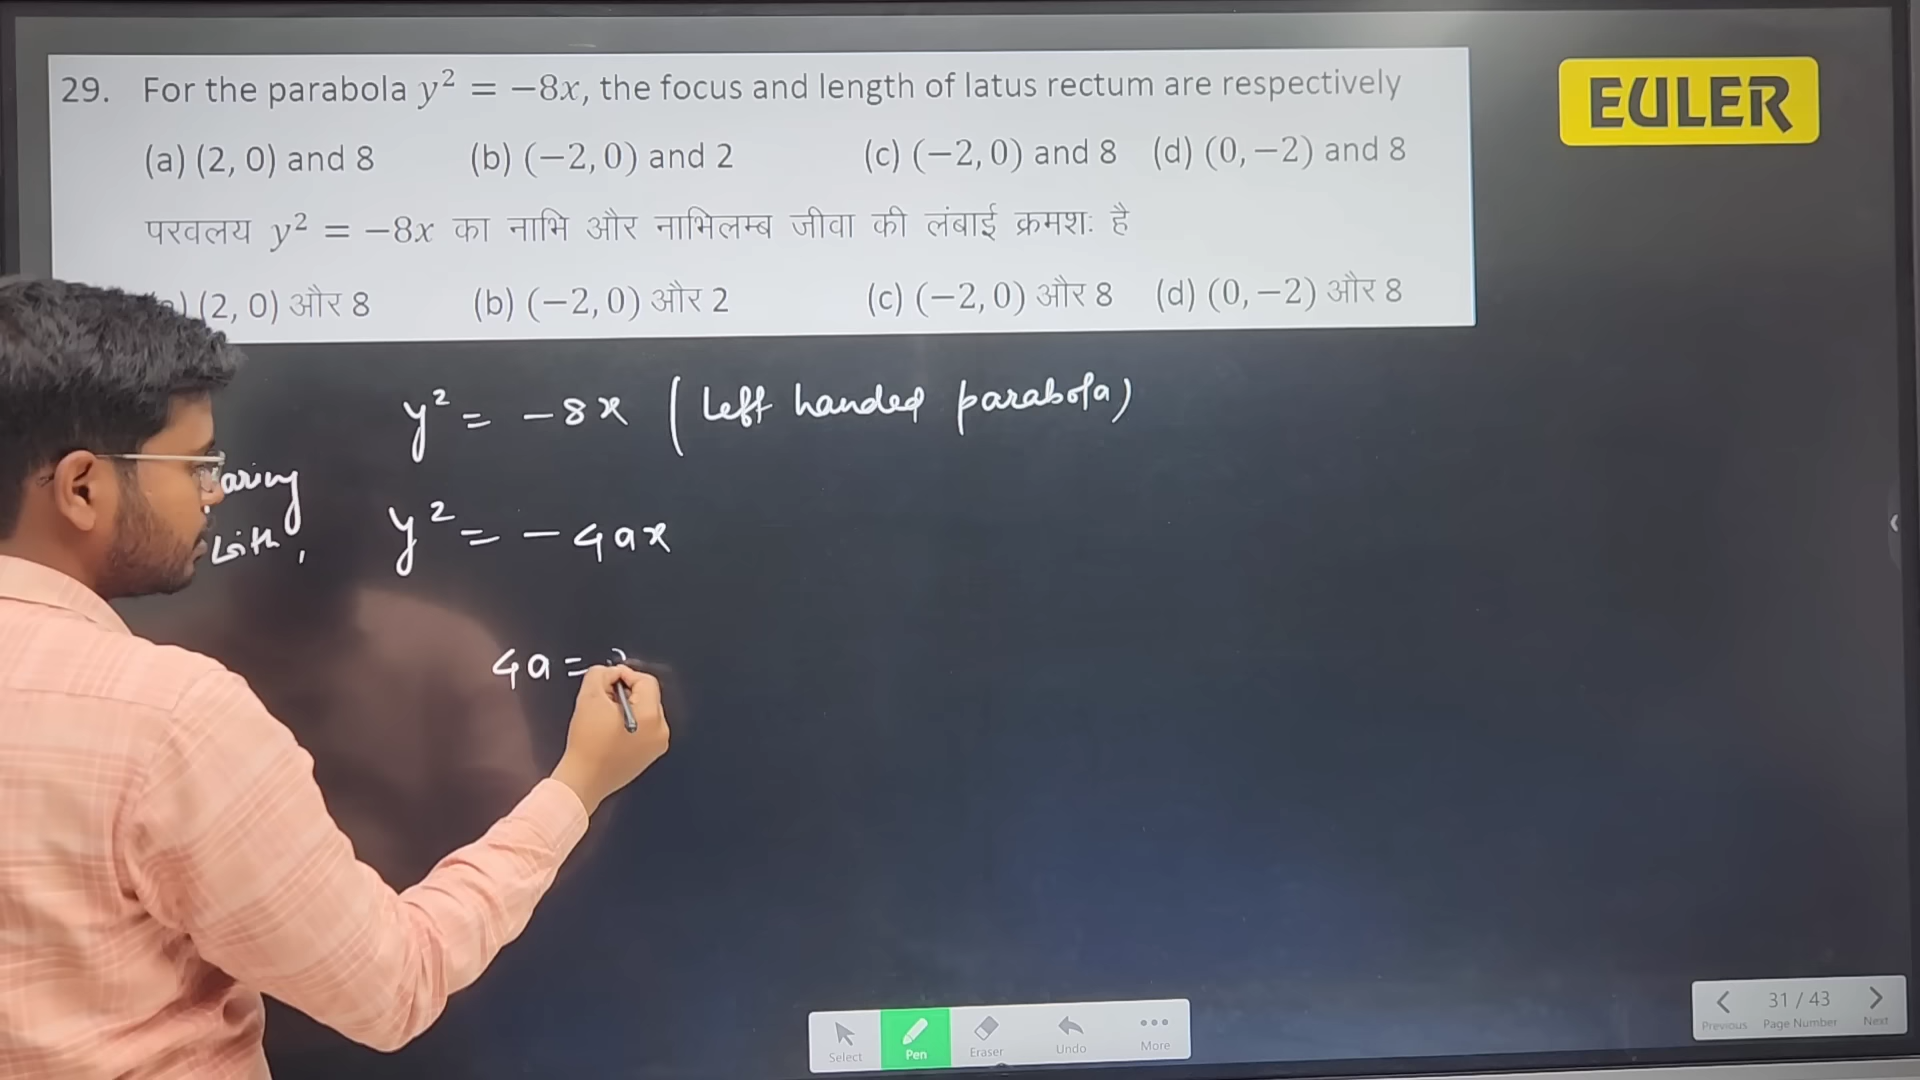 29. For the parabola y² = −8x, the focus and length of latus rectum are respectively
(a) (2, 0) and 8 (b) (−2, 0) and 2 (c) (−2, 0) and 8 (d) (0, −2) and 8
परवलय y² = −8x का नाभि और नाभिलम्ब जीवा की लंबाई क्रमशः है
(2, 0) और 8 (b) (−2, 0) और 2 (c) (−2, 0) और 8 (d) (0, −2) और 8
EULER
y² = −8x (Left handed parabola)
aring
with, y² = −4ax
4a =
Select Pen Eraser Undo More
31 / 43
Previous Page Number Next